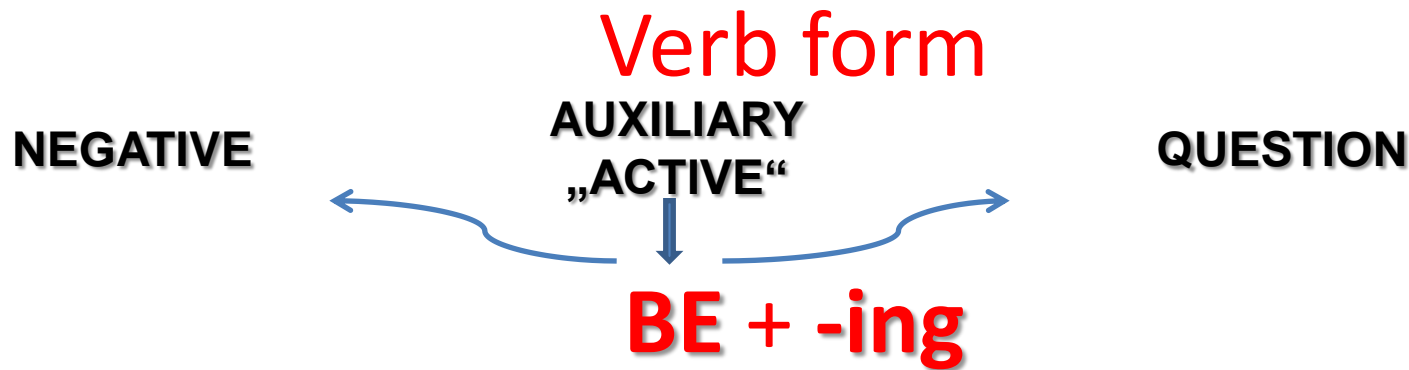 Verb form
NEGATIVE
AUXILIARY
„ACTIVE“
QUESTION
BE + -ing